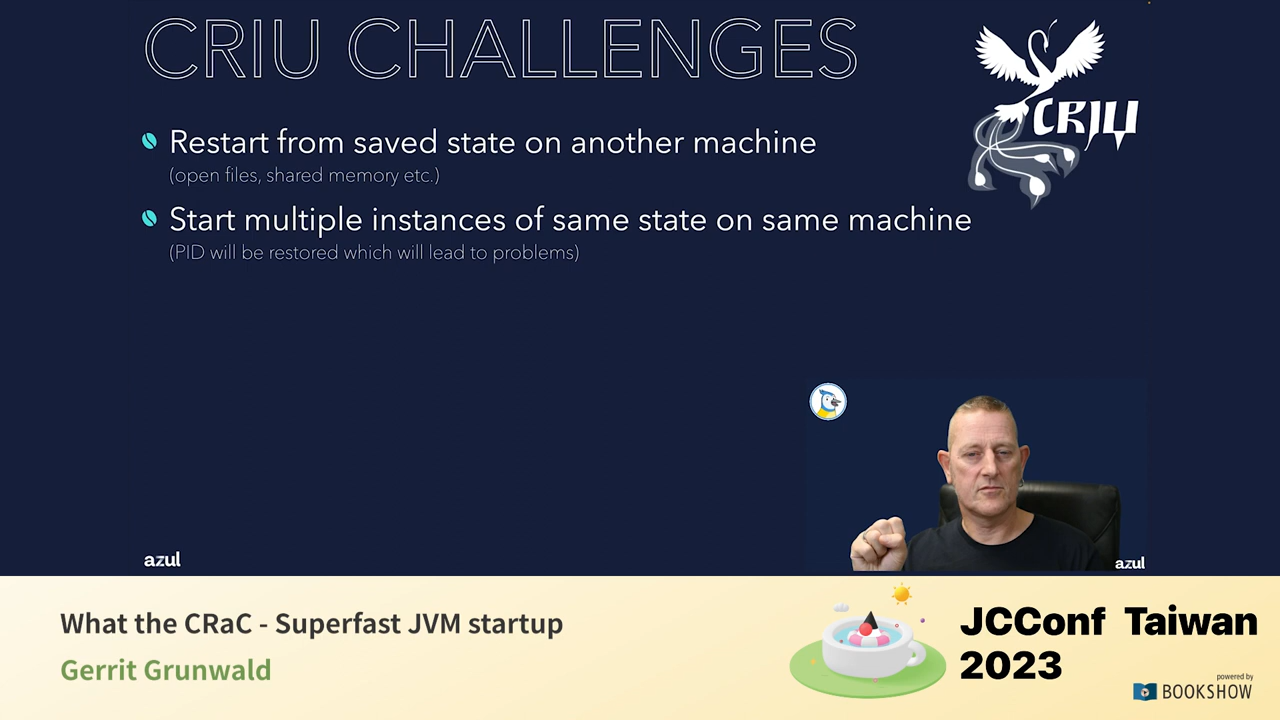 CRIU CHALLENGES
CRIU
Restart from saved state on another machine
(open files, shared memory etc.)
Start multiple instances of same state on same machine
(PID will be restored which will lead to problems)
azul
azul
What the CRaC - Superfast JVM startup
Gerrit Grunwald
JCConf Taiwan
2023
powered by
BOOKSHOW